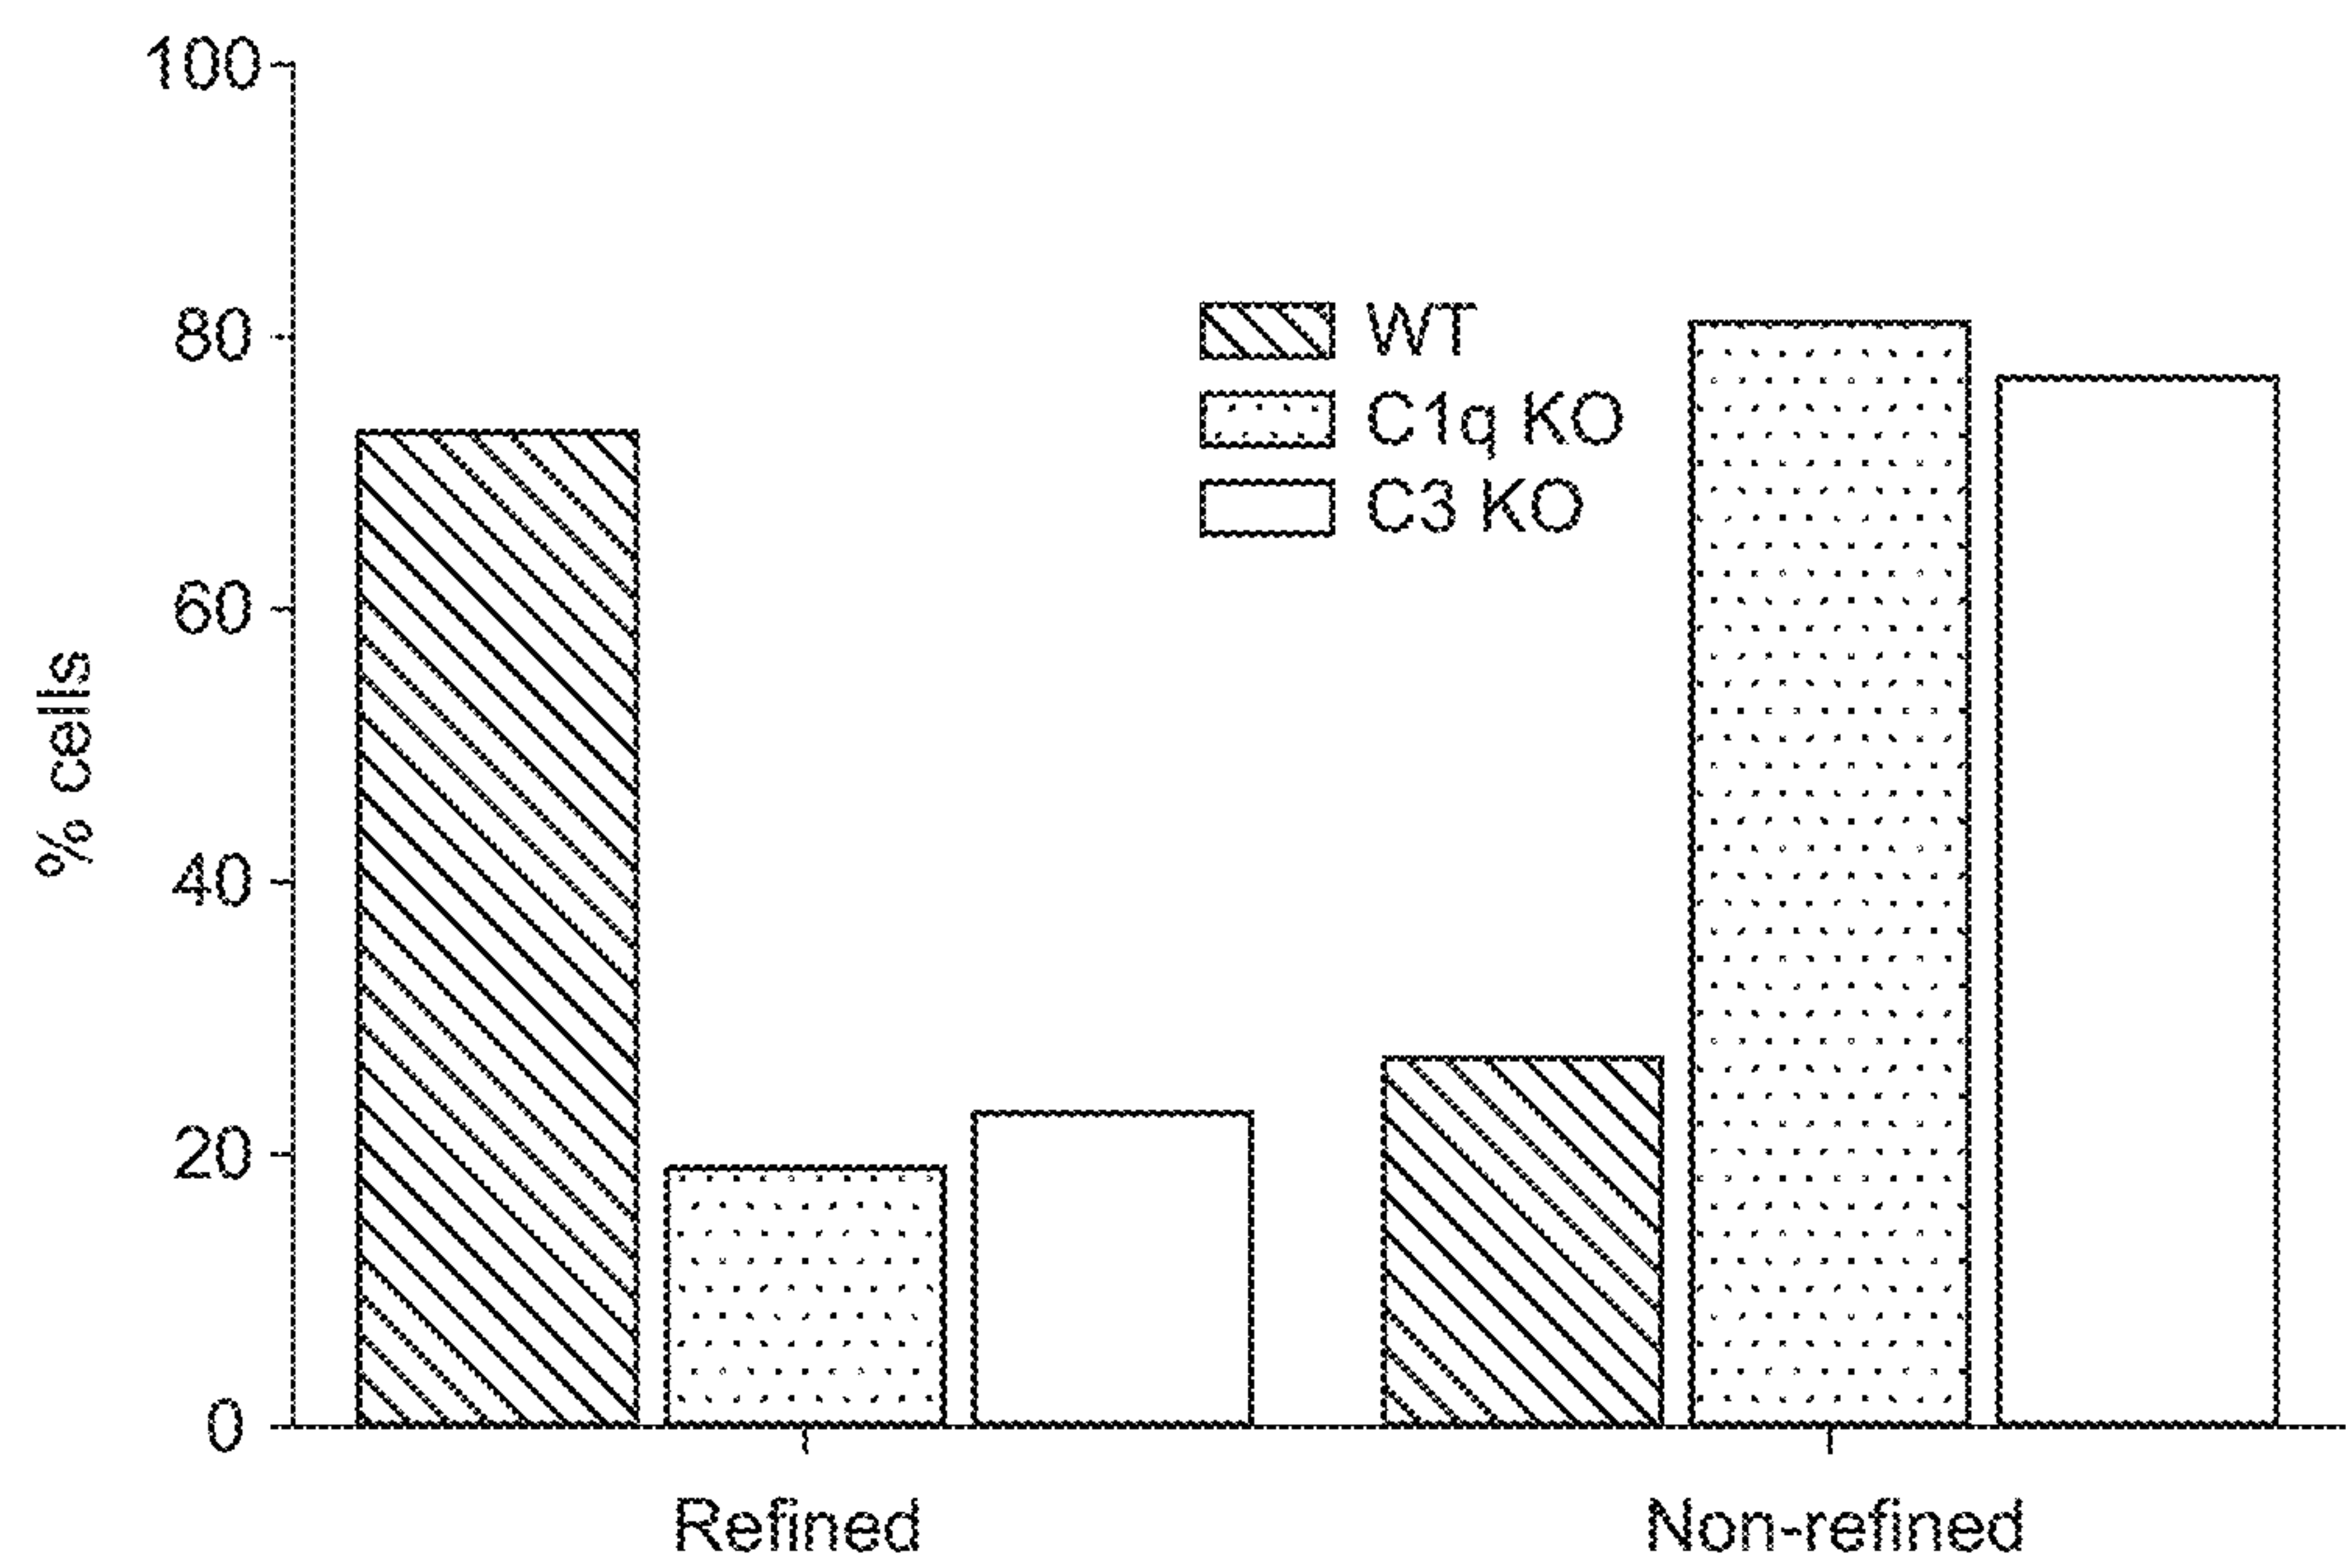 100
80
60
40
20
0
% cells
WT
C1q KO
C3 KO
Refined
Non-refined